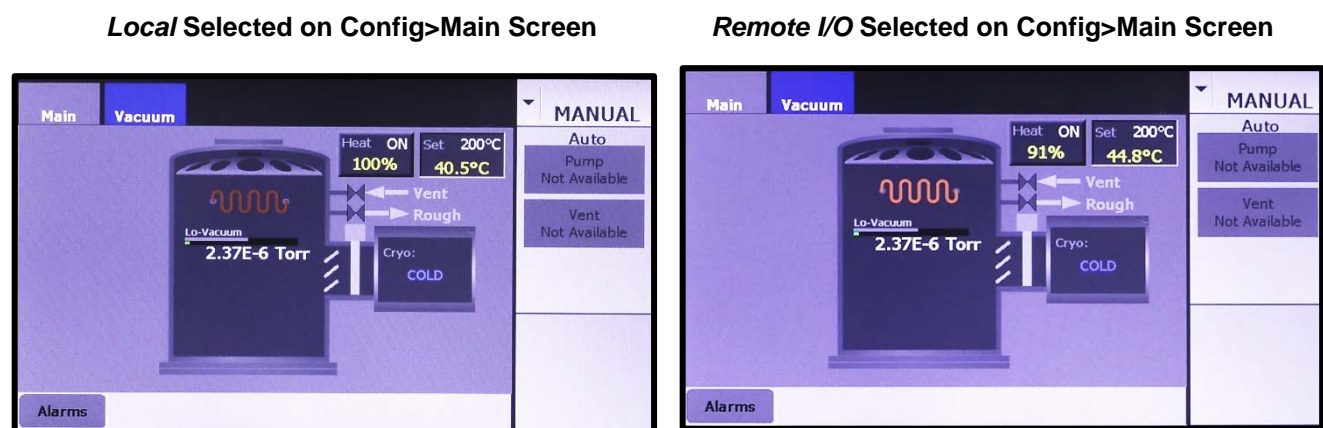 Local Selected on Config>Main Screen
Remote I/O Selected on Config>Main Screen
Main
Vacuum
MANUAL
Heat ON
100%
Set 200°C
40.5°C
Auto
Pump
Not Available
Vent
Rough
Vent
Not Available
Lo-Vacuum
2.37E-6 Torr
Cryo:
COLD
Alarms
Main
Vacuum
MANUAL
Heat ON
91%
Set 200°C
44.8°C
Auto
Pump
Not Available
Vent
Rough
Vent
Not Available
Lo-Vacuum
2.37E-6 Torr
Cryo:
COLD
Alarms